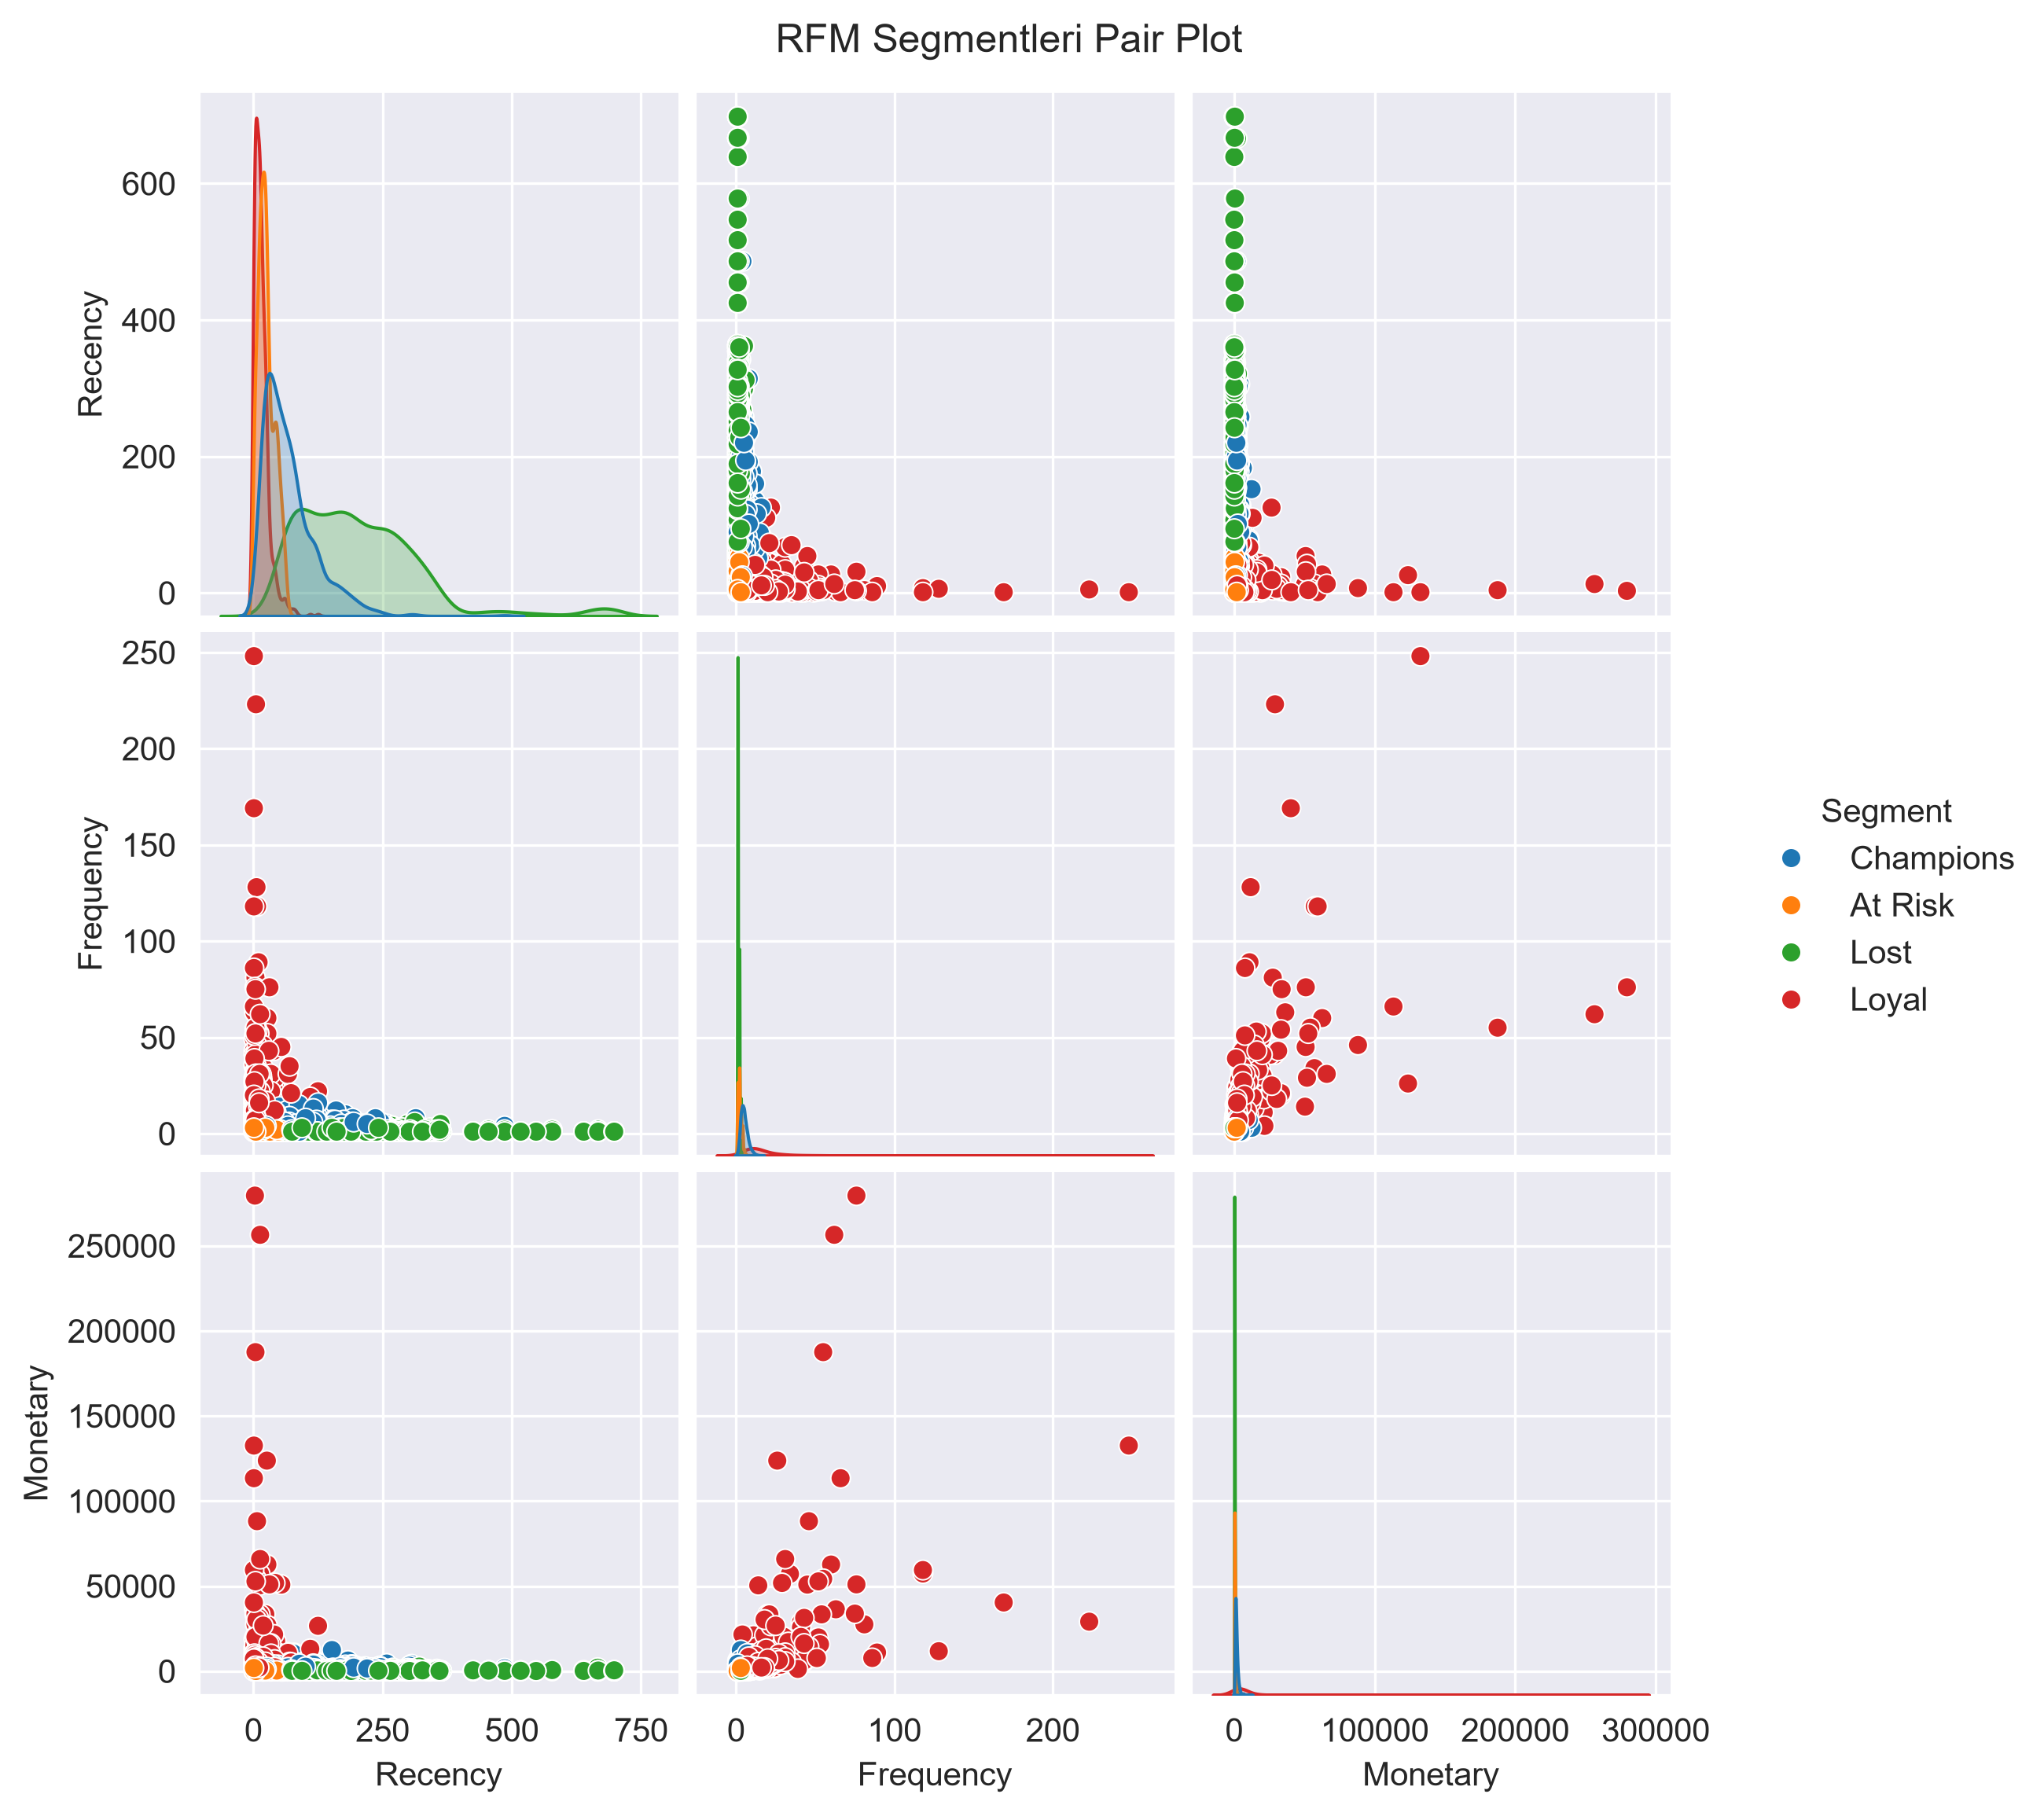 RFM Segmentleri Pair Plot
Recency
600
400
200
0
Frequency
250
200
150
100
50
0
Segment
Champions
At Risk
Lost
Loyal
Monetary
250000
200000
150000
100000
50000
0
0 250 500 750
0 100 200
0 100000 200000 300000
Recency
Frequency
Monetary